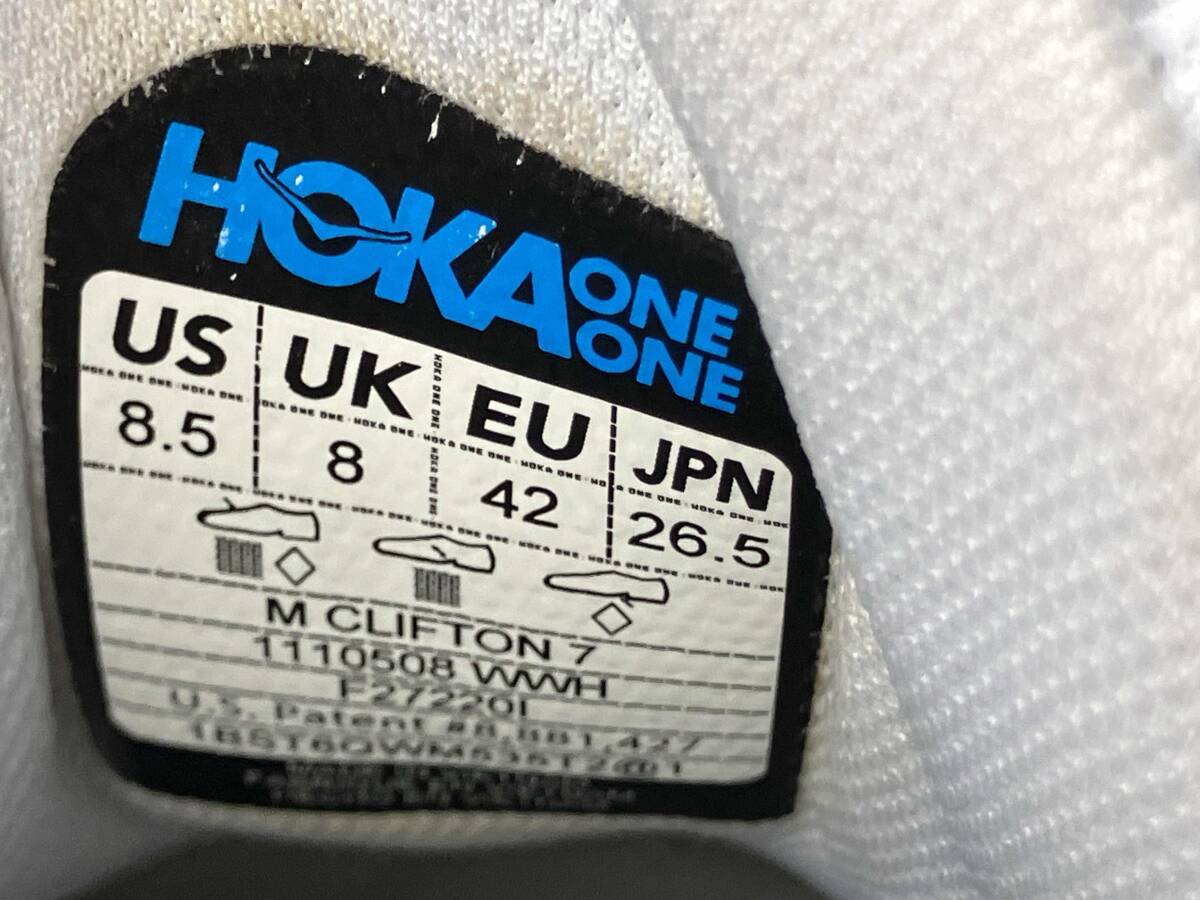 HOKA ONE ONE
US UK EU JPN
8.5 8 42 26.5
M CLIFTON 7
1110508 WWH
F27220I
U.S. Patent #8,881,427